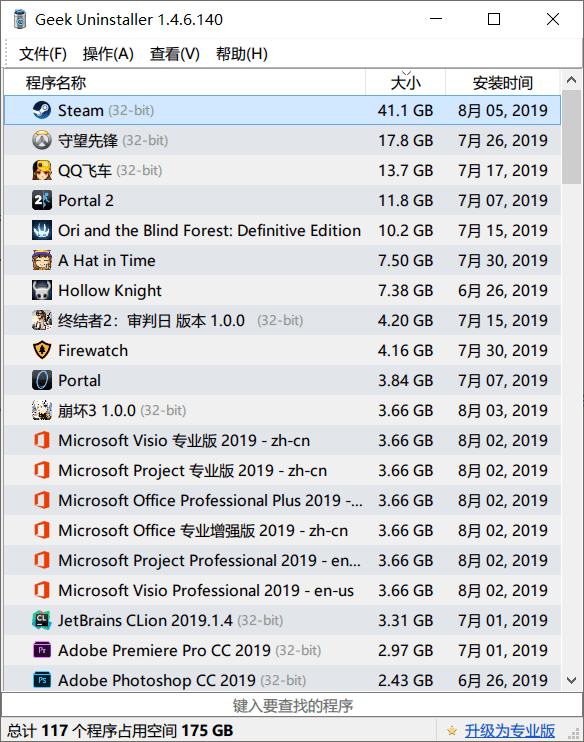 Geek Uninstaller 1.4.6.140
文件(F) 操作(A) 查看(V) 帮助(H)
程序名称 大小 安装时间
Steam (32-bit) 41.1 GB 8月 05, 2019
守望先锋 (32-bit) 17.8 GB 7月 26, 2019
QQ飞车 (32-bit) 13.7 GB 7月 17, 2019
Portal 2 11.8 GB 7月 07, 2019
Ori and the Blind Forest: Definitive Edition 10.2 GB 7月 15, 2019
A Hat in Time 7.50 GB 7月 30, 2019
Hollow Knight 7.38 GB 6月 26, 2019
终结者2：审判日 版本 1.0.0 (32-bit) 4.20 GB 7月 15, 2019
Firewatch 4.16 GB 7月 30, 2019
Portal 3.84 GB 7月 07, 2019
崩坏3 1.0.0 (32-bit) 3.66 GB 8月 03, 2019
Microsoft Visio 专业版 2019 - zh-cn 3.66 GB 8月 02, 2019
Microsoft Project 专业版 2019 - zh-cn 3.66 GB 8月 02, 2019
Microsoft Office Professional Plus 2019 -... 3.66 GB 8月 02, 2019
Microsoft Office 专业增强版 2019 - zh-cn 3.66 GB 8月 02, 2019
Microsoft Project Professional 2019 - en... 3.66 GB 8月 02, 2019
Microsoft Visio Professional 2019 - en-us 3.66 GB 8月 02, 2019
JetBrains CLion 2019.1.4 (32-bit) 3.31 GB 7月 01, 2019
Adobe Premiere Pro CC 2019 (32-bit) 2.97 GB 7月 01, 2019
Adobe Photoshop CC 2019 (32-bit) 2.43 GB 6月 26, 2019
键入要查找的程序
总计 117 个程序占用空间 175 GB 升级为专业版